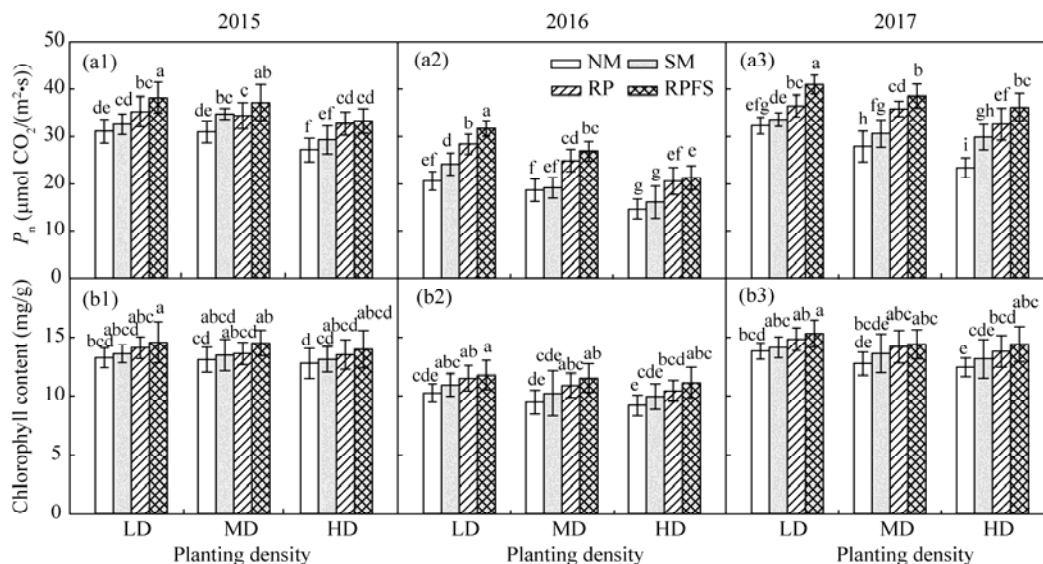 2015 2016 2017
50
40
30
20
10
0
Pn (μmol CO2/(m2•s))
(a1)
de cd bc a
de bc c ab
f ef cd cd
(a2)
NM SM
RP RPFS
ef d b a
f ef cd bc
g g ef e
(a3)
efg de bc a
h fg cd b
i gh fg bc
15
10
5
0
Chlorophyll content (mg/g)
(b1)
bcd abcd abc a
cd abcd abcd ab
d cd abcd abcd
(b2)
cde abc ab a
de cde abc ab
e cde bcd abc
(b3)
bcd abc ab a
de bcde abc abc
e cde abc abc
LD MD HD LD MD HD LD MD HD
Planting density Planting density Planting density